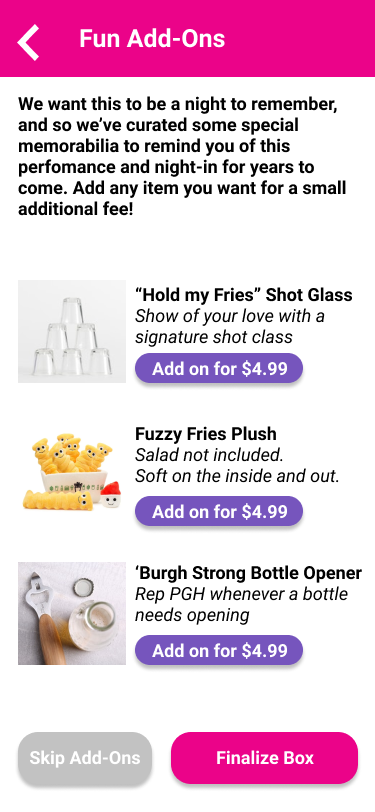 Fun Add-Ons
We want this to be a night to remember,
and so we’ve curated some special
memorabilia to remind you of this
perfomance and night-in for years to
come. Add any item you want for a small
additional fee!
“Hold my Fries” Shot Glass
Show of your love with a
signature shot class
Add on for $4.99
Fuzzy Fries Plush
Salad not included.
Soft on the inside and out.
Add on for $4.99
‘Burgh Strong Bottle Opener
Rep PGH whenever a bottle
needs opening
Add on for $4.99
Skip Add-Ons
Finalize Box